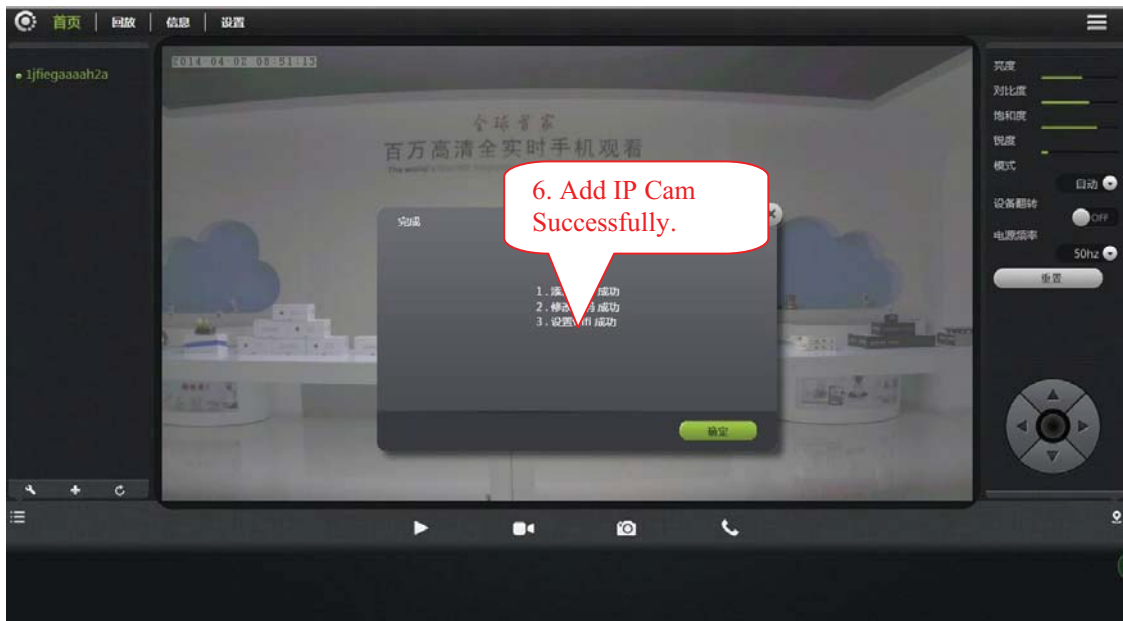 首页 | 回放 | 信息 | 设置
1jfiegaaaah2a
2014-04-02 08:51:13
全球首家
百万高清全实时手机观看
The world's
6. Add IP Cam
Successfully.
完成
1.添 成功
2.修改 成功
3.设置 ifi 成功
确定
亮度
对比度
饱和度
锐度
模式
自动
设备翻转
OFF
电源频率
50hz
重置